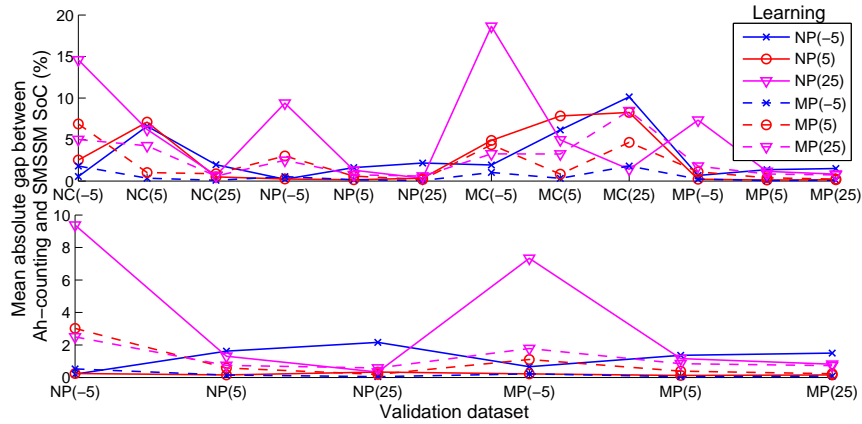 Mean absolute gap between
Ah−counting and SMSSM SoC (%)
20
15
10
5
0
NC(−5) NC(5) NC(25) NP(−5) NP(5) NP(25) MC(−5) MC(5) MC(25) MP(−5) MP(5) MP(25)
Learning
NP(−5)
NP(5)
NP(25)
MP(−5)
MP(5)
MP(25)
10
8
6
4
2
0
NP(−5) NP(5) NP(25) MP(−5) MP(5) MP(25)
Validation dataset